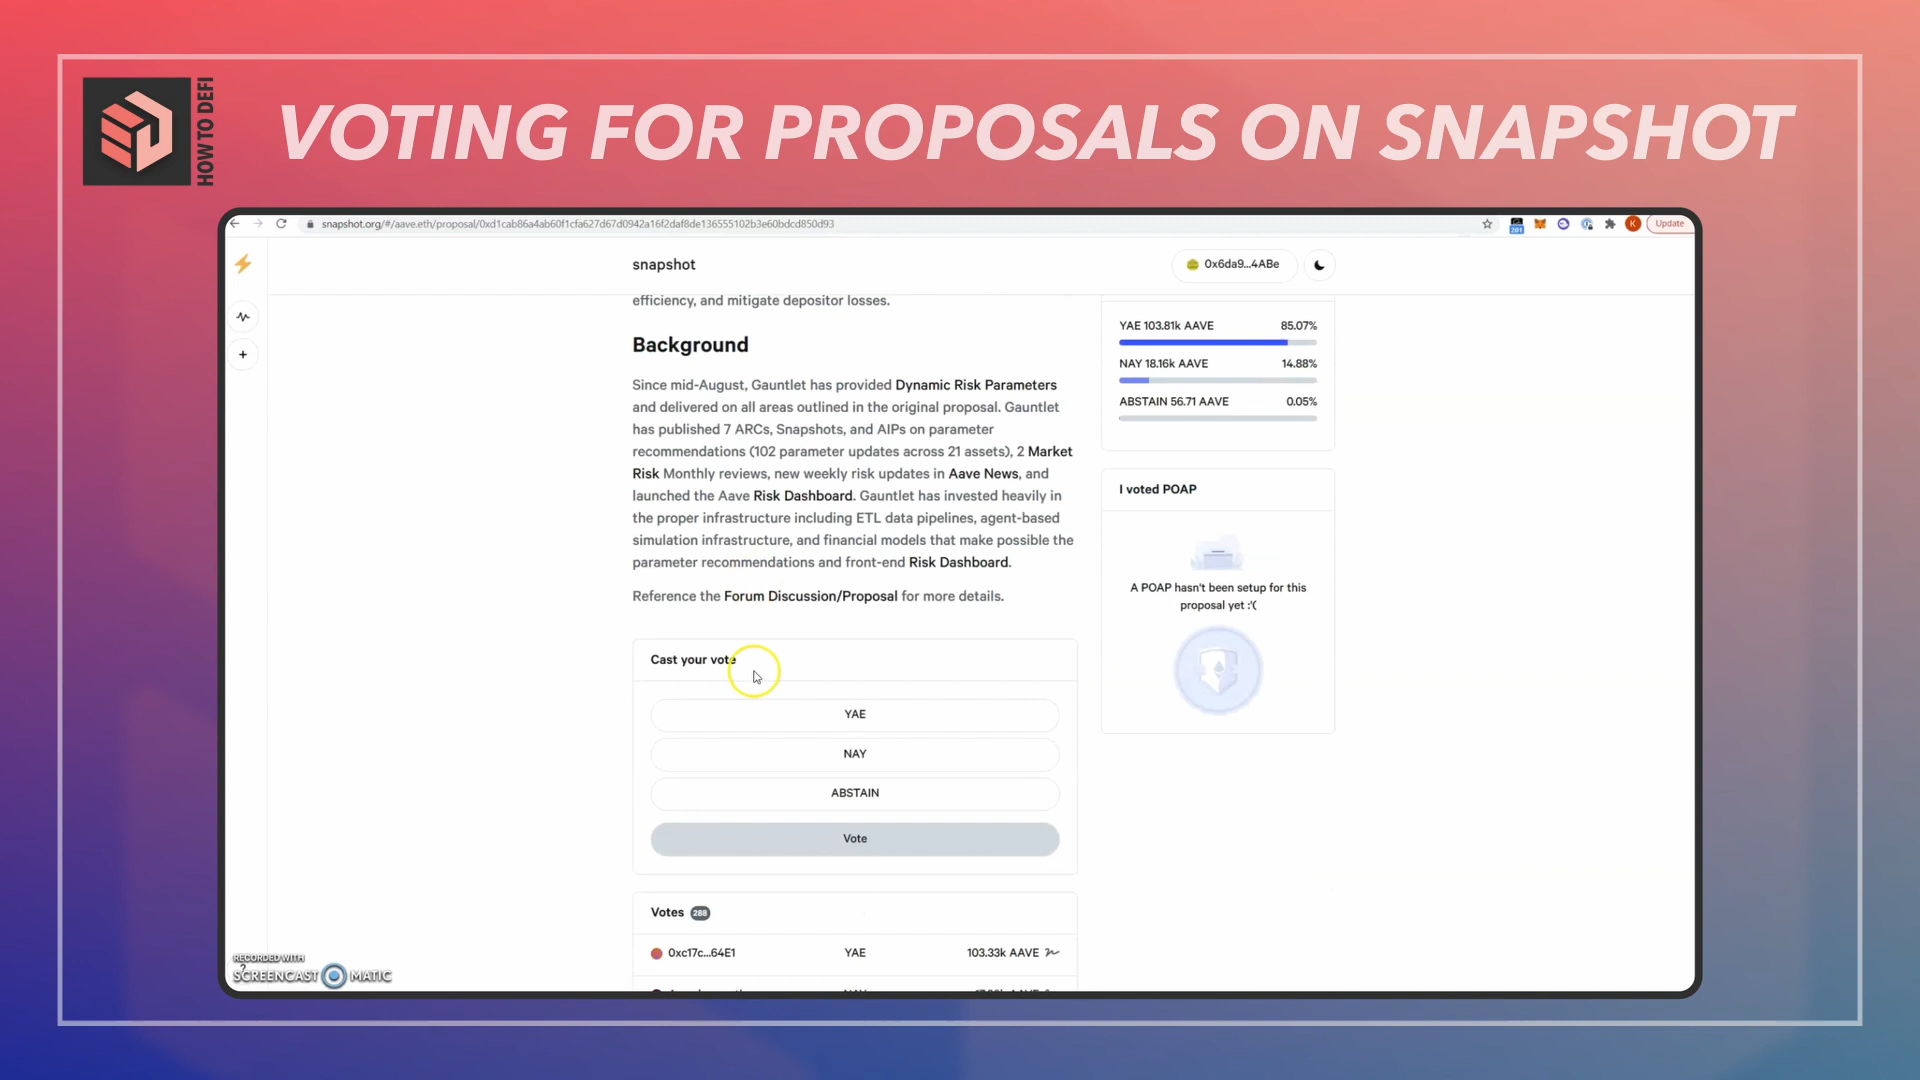 HOW TO DEFI
VOTING FOR PROPOSALS ON SNAPSHOT
snapshot.org/#/aave.eth/proposal/0xd1cab86a4ab60f1cfa627d67d0942a16f2daf8de136555102b3e60bdcd850d93
201
K
Update
snapshot
0x6da9...4ABe
efficiency, and mitigate depositor losses.
Background
Since mid-August, Gauntlet has provided Dynamic Risk Parameters
and delivered on all areas outlined in the original proposal. Gauntlet
has published 7 ARCs, Snapshots, and AIPs on parameter
recommendations (102 parameter updates across 21 assets), 2 Market
Risk Monthly reviews, new weekly risk updates in Aave News, and
launched the Aave Risk Dashboard. Gauntlet has invested heavily in
the proper infrastructure including ETL data pipelines, agent-based
simulation infrastructure, and financial models that make possible the
parameter recommendations and front-end Risk Dashboard.
Reference the Forum Discussion/Proposal for more details.
Cast your vote
YAE
NAY
ABSTAIN
Vote
Votes 288
0xc17c...64E1 YAE 103.33k AAVE
YAE 103.81k AAVE 85.07%
NAY 18.16k AAVE 14.88%
ABSTAIN 56.71 AAVE 0.05%
I voted POAP
A POAP hasn't been setup for this
proposal yet :'(
RECORDED WITH
SCREENCAST MATIC